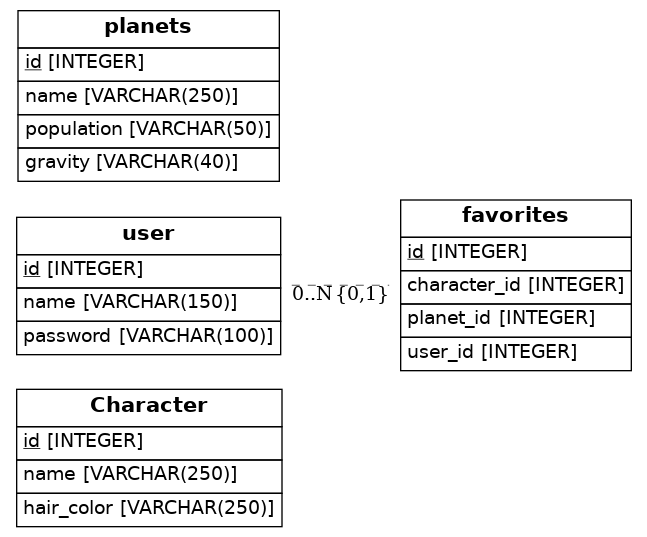 planets
id [INTEGER]
name [VARCHAR(250)]
population [VARCHAR(50)]
gravity [VARCHAR(40)]
user
id [INTEGER]
name [VARCHAR(150)]
password [VARCHAR(100)]
0..N {0,1}
favorites
id [INTEGER]
character_id [INTEGER]
planet_id [INTEGER]
user_id [INTEGER]
Character
id [INTEGER]
name [VARCHAR(250)]
hair_color [VARCHAR(250)]